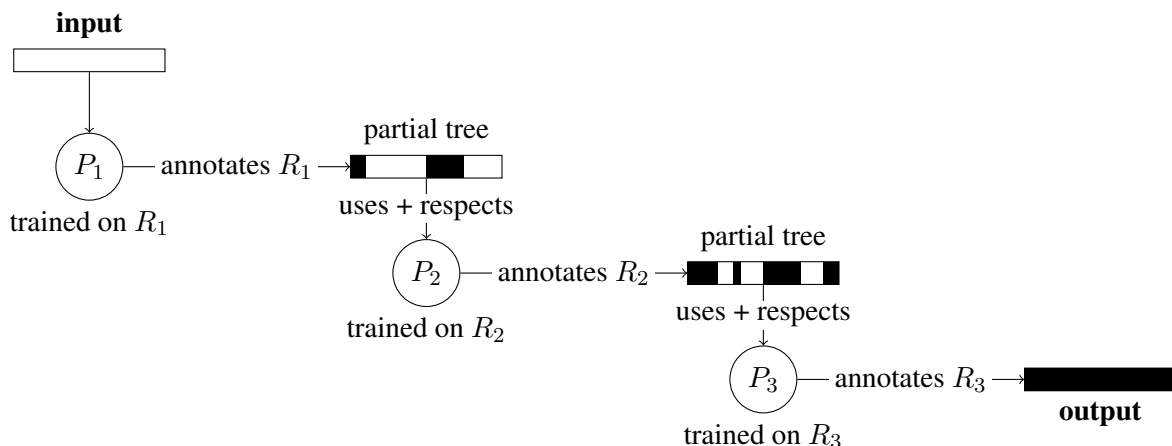 input
P₁
annotates R₁
trained on R₁
partial tree
uses + respects
P₂
annotates R₂
trained on R₂
partial tree
uses + respects
P₃
annotates R₃
trained on R₃
output